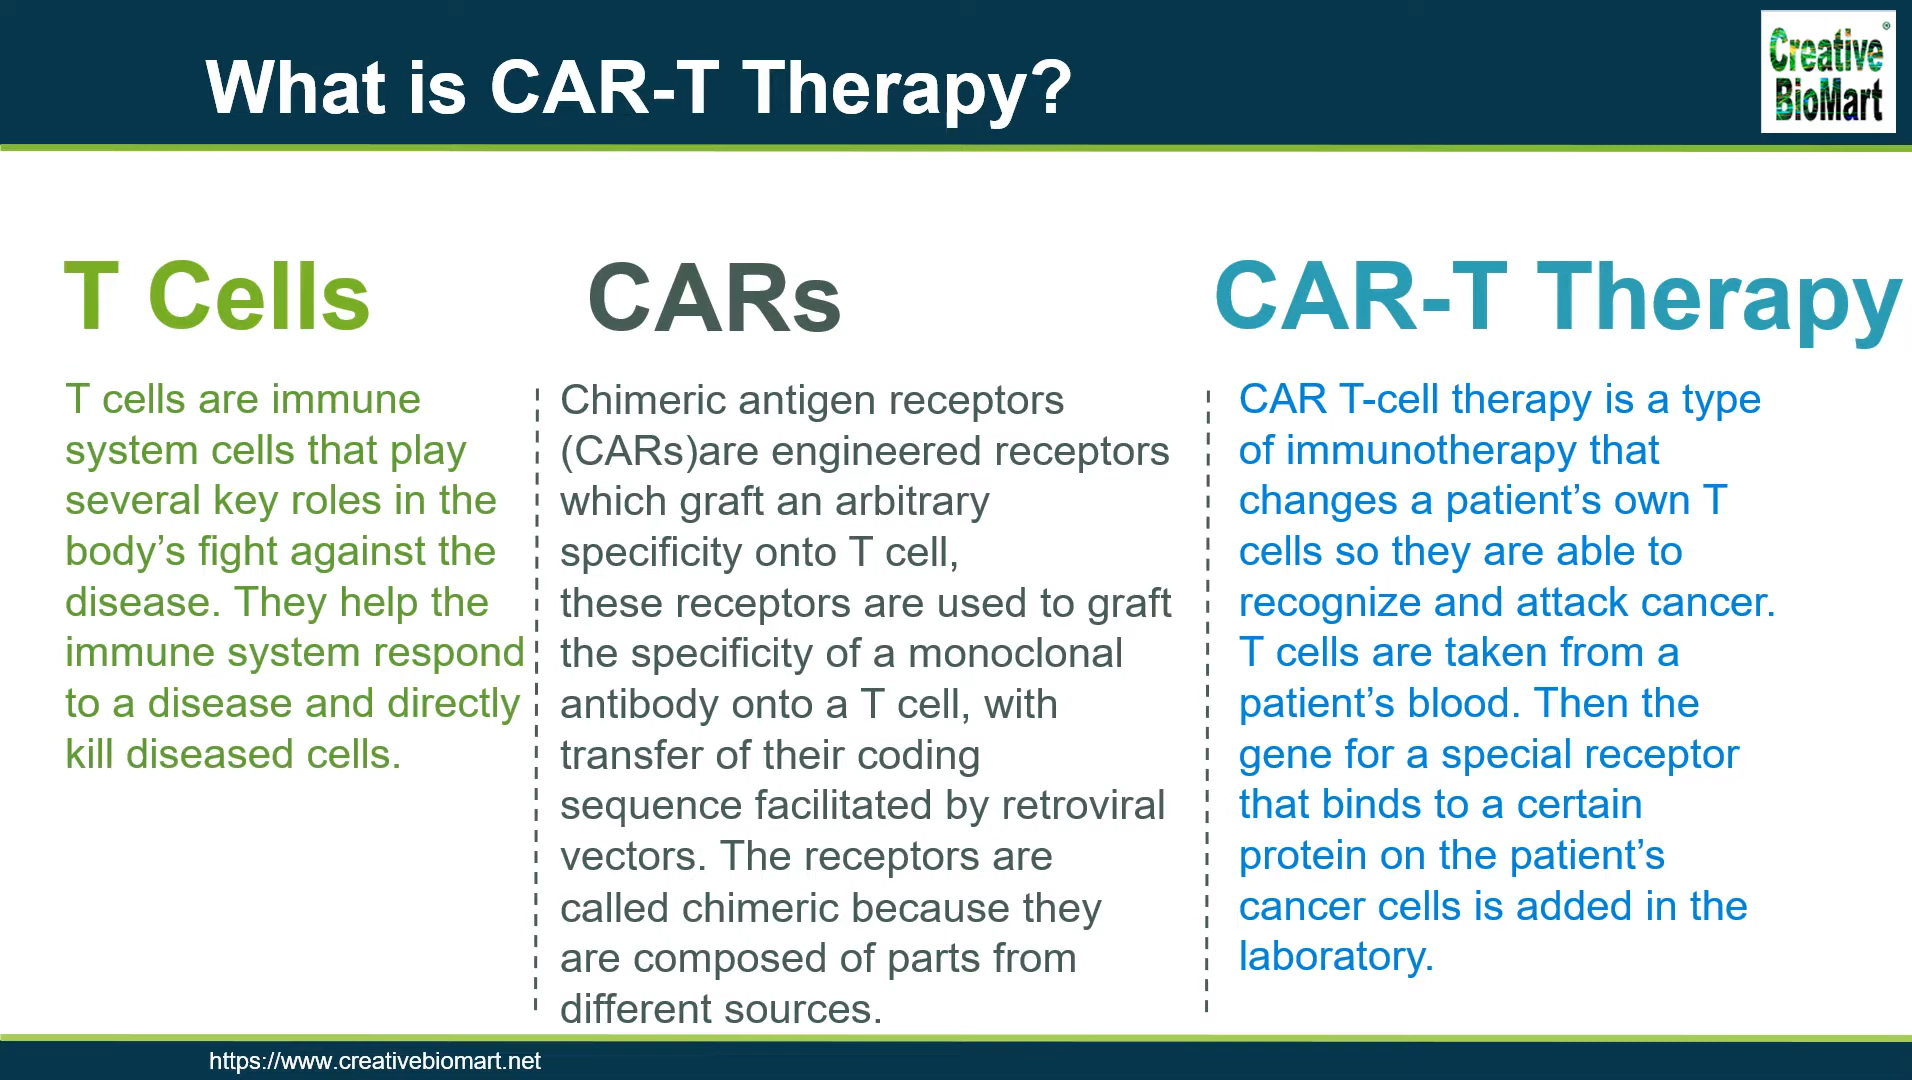 What is CAR-T Therapy?
Creative®
BioMart
T Cells
T cells are immune
system cells that play
several key roles in the
body’s fight against the
disease. They help the
immune system respond
to a disease and directly
kill diseased cells.
CARs
Chimeric antigen receptors
(CARs)are engineered receptors
which graft an arbitrary
specificity onto T cell,
these receptors are used to graft
the specificity of a monoclonal
antibody onto a T cell, with
transfer of their coding
sequence facilitated by retroviral
vectors. The receptors are
called chimeric because they
are composed of parts from
different sources.
CAR-T Therapy
CAR T-cell therapy is a type
of immunotherapy that
changes a patient’s own T
cells so they are able to
recognize and attack cancer.
T cells are taken from a
patient’s blood. Then the
gene for a special receptor
that binds to a certain
protein on the patient’s
cancer cells is added in the
laboratory.
https://www.creativebiomart.net